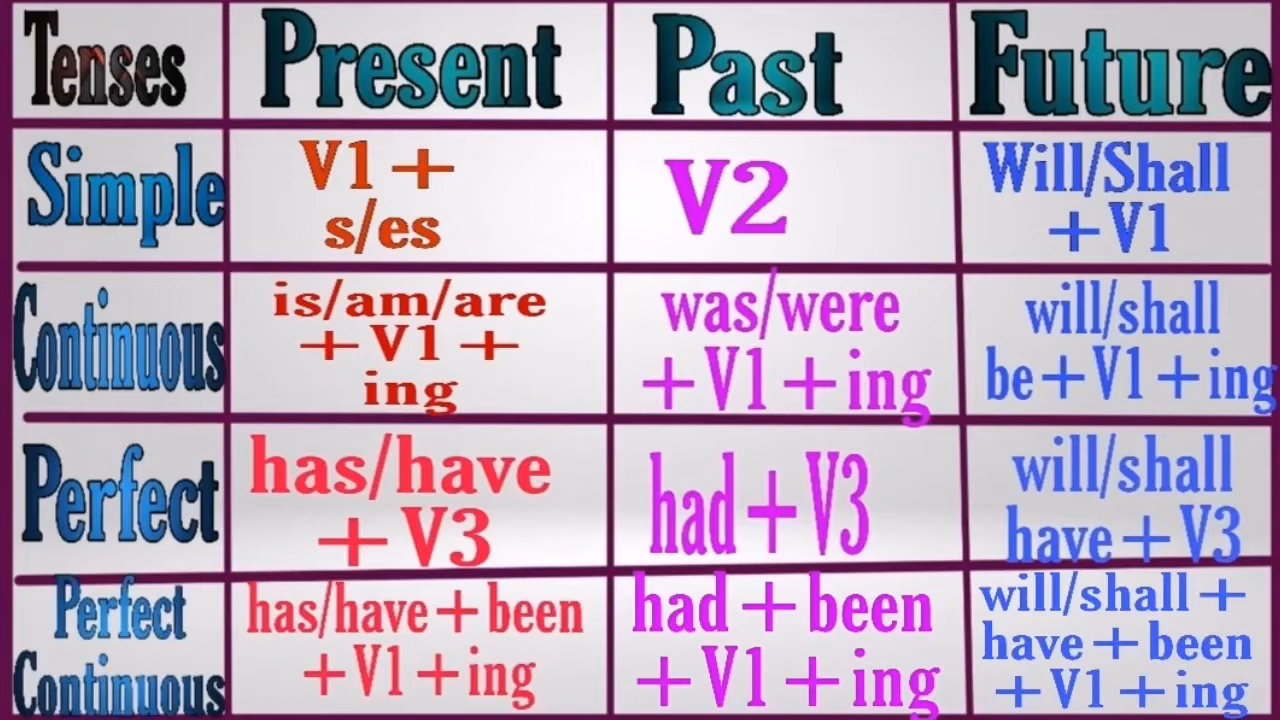 Tenses Present Past Future
Simple V1 + V2 Will/Shall
s/es + V1
Continuous is/am/are was/were will/shall
+ V1 + + V1 + ing be + V1 + ing
ing
Perfect has/have had + V3 will/shall
+ V3 have + V3
Perfect has/have + been had + been will/shall +
Continuous + V1 + ing + V1 + ing have + been
+ V1 + ing